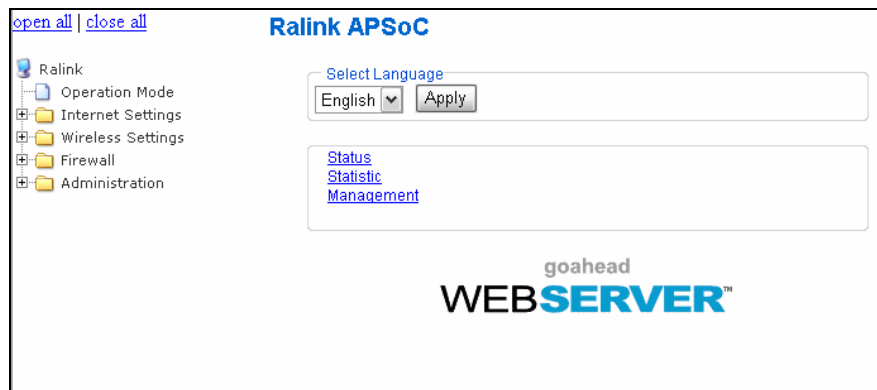 open all | close all
Ralink
Operation Mode
Internet Settings
Wireless Settings
Firewall
Administration
Ralink APSoC
Select Language
English Apply
Status
Statistic
Management
goahead
WEBSERVER™